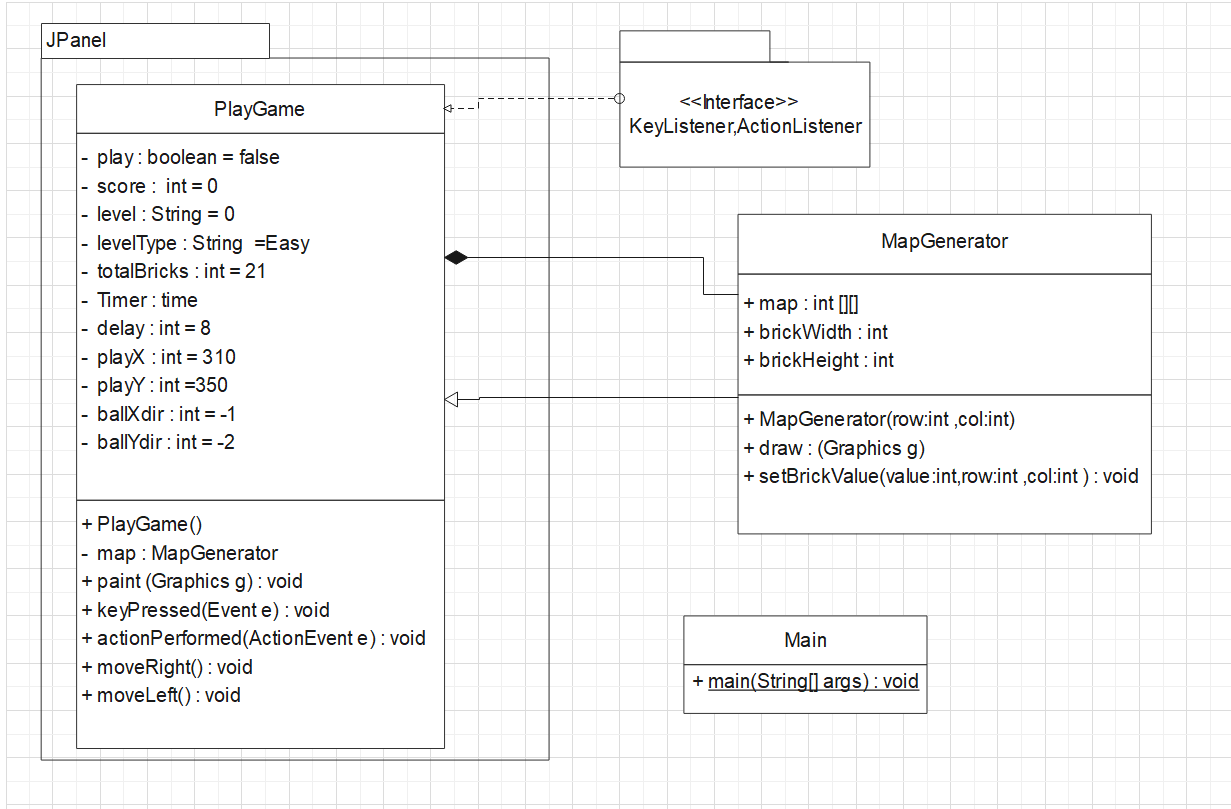 JPanel
PlayGame
- play : boolean = false
- score : int = 0
- level : String = 0
- levelType : String =Easy
- totalBricks : int = 21
- Timer : time
- delay : int = 8
- playX : int = 310
- playY : int =350
- ballXdir : int = -1
- ballYdir : int = -2
+ PlayGame()
- map : MapGenerator
+ paint (Graphics g) : void
+ keyPressed(Event e) : void
+ actionPerformed(ActionEvent e) : void
+ moveRight() : void
+ moveLeft() : void
<<Interface>>
KeyListener,ActionListener
MapGenerator
+ map : int [][]
+ brickWidth : int
+ brickHeight : int
+ MapGenerator(row:int ,col:int)
+ draw : (Graphics g)
+ setBrickValue(value:int,row:int ,col:int ) : void
Main
+ main(String[] args) : void